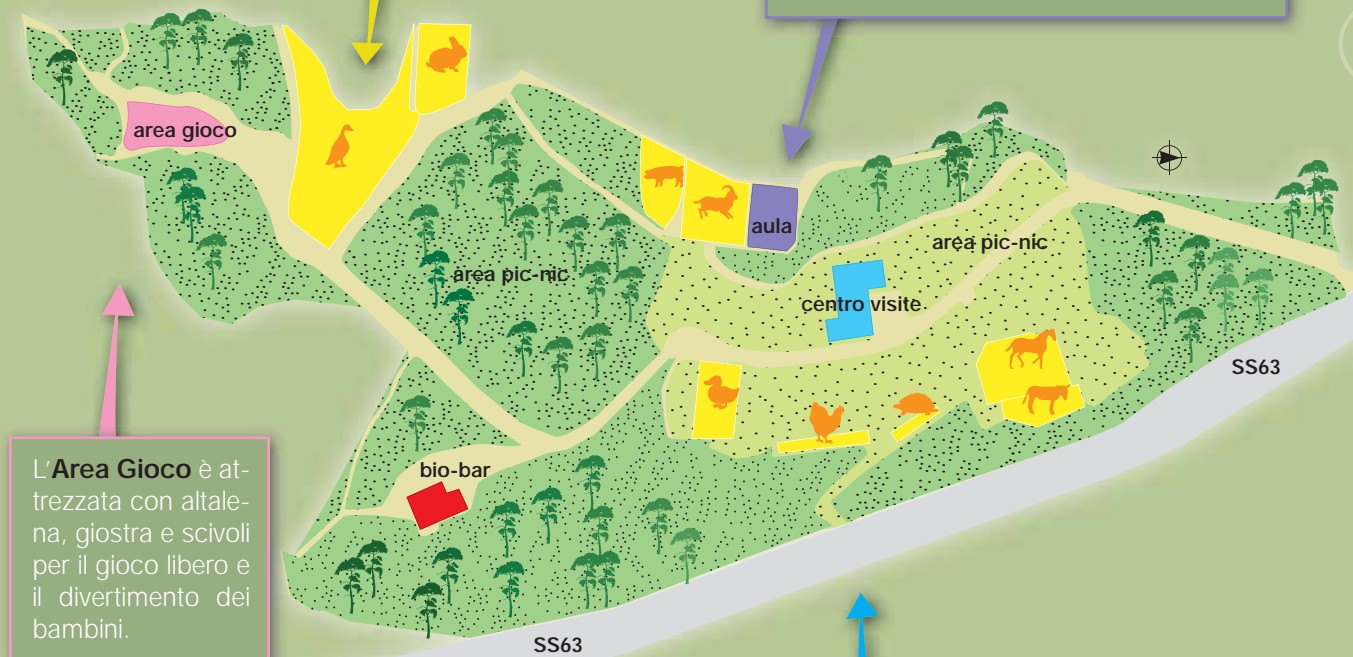 area gioco
aula
area pic-nic
area pic-nic
centro visite
SS63
bio-bar
L'Area Gioco è at-
trezzata con altale-
na, giostra e scivoli
per il gioco libero e
il divertimento dei
bambini.
SS63